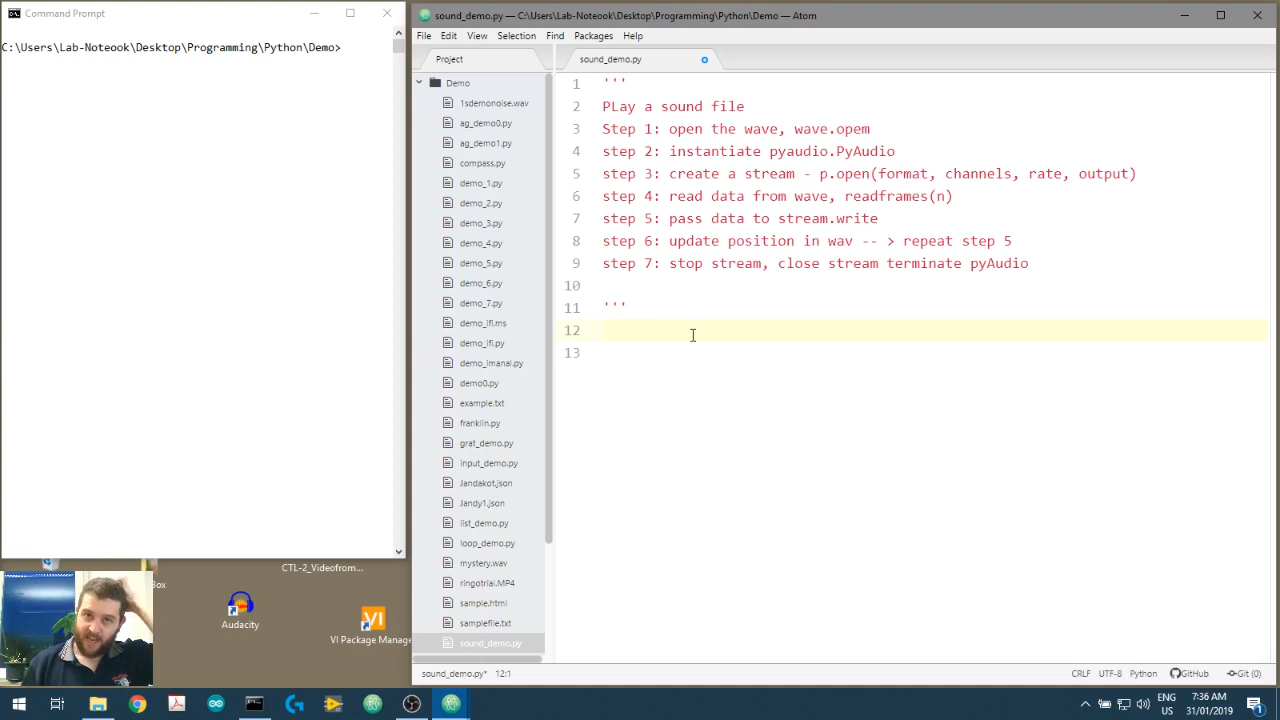 Command Prompt
C:\Users\Lab-Noteook\Desktop\Programming\Python\Demo>
sound_demo.py — C:\Users\Lab-Noteook\Desktop\Programming\Python\Demo — Atom
File Edit View Selection Find Packages Help
Project
sound_demo.py
Demo
1sdemonoise.wav
ag_demo0.py
ag_demo1.py
compass.py
demo_1.py
demo_2.py
demo_3.py
demo_4.py
demo_5.py
demo_6.py
demo_7.py
demo_ifi.ms
demo_ifi.py
demo_imanal.py
demo0.py
example.txt
franklin.py
grat_demo.py
input_demo.py
Jandakot.json
Jandy1.json
list_demo.py
loop_demo.py
mystery.wav
ringotrial.MP4
sample.html
samplefile.txt
sound_demo.py
1 '''
2 PLay a sound file
3 Step 1: open the wave, wave.opem
4 step 2: instantiate pyaudio.PyAudio
5 step 3: create a stream - p.open(format, channels, rate, output)
6 step 4: read data from wave, readframes(n)
7 step 5: pass data to stream.write
8 step 6: update position in wav -- > repeat step 5
9 step 7: stop stream, close stream terminate pyAudio
10
11 '''
12
13
Box
CTL-2_Videofrom...
Audacity
VI
VI Package Manage
sound_demo.py* 12:1
CRLF UTF-8 Python GitHub Git (0)
ENG
US
7:36 AM
31/01/2019